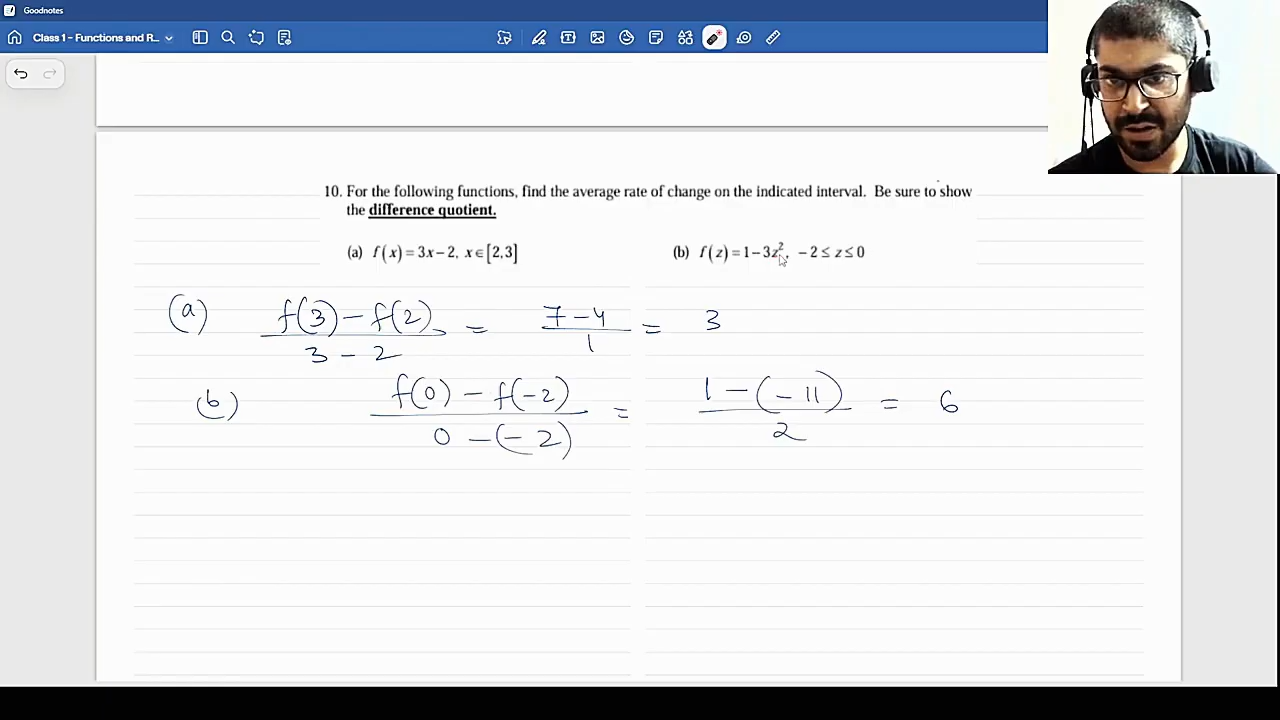 Goodnotes
Class 1 - Functions and R...
10. For the following functions, find the average rate of change on the indicated interval. Be sure to show
the difference quotient.
(a) f(x) = 3x − 2, x ∈ [2,3]
(b) f(z) = 1 − 3z², −2 ≤ z ≤ 0
(a) f(3) − f(2) / 3 − 2 = 7 − 4 / 1 = 3
(b) f(0) − f(−2) / 0 − (−2) = 1 − (−11) / 2 = 6